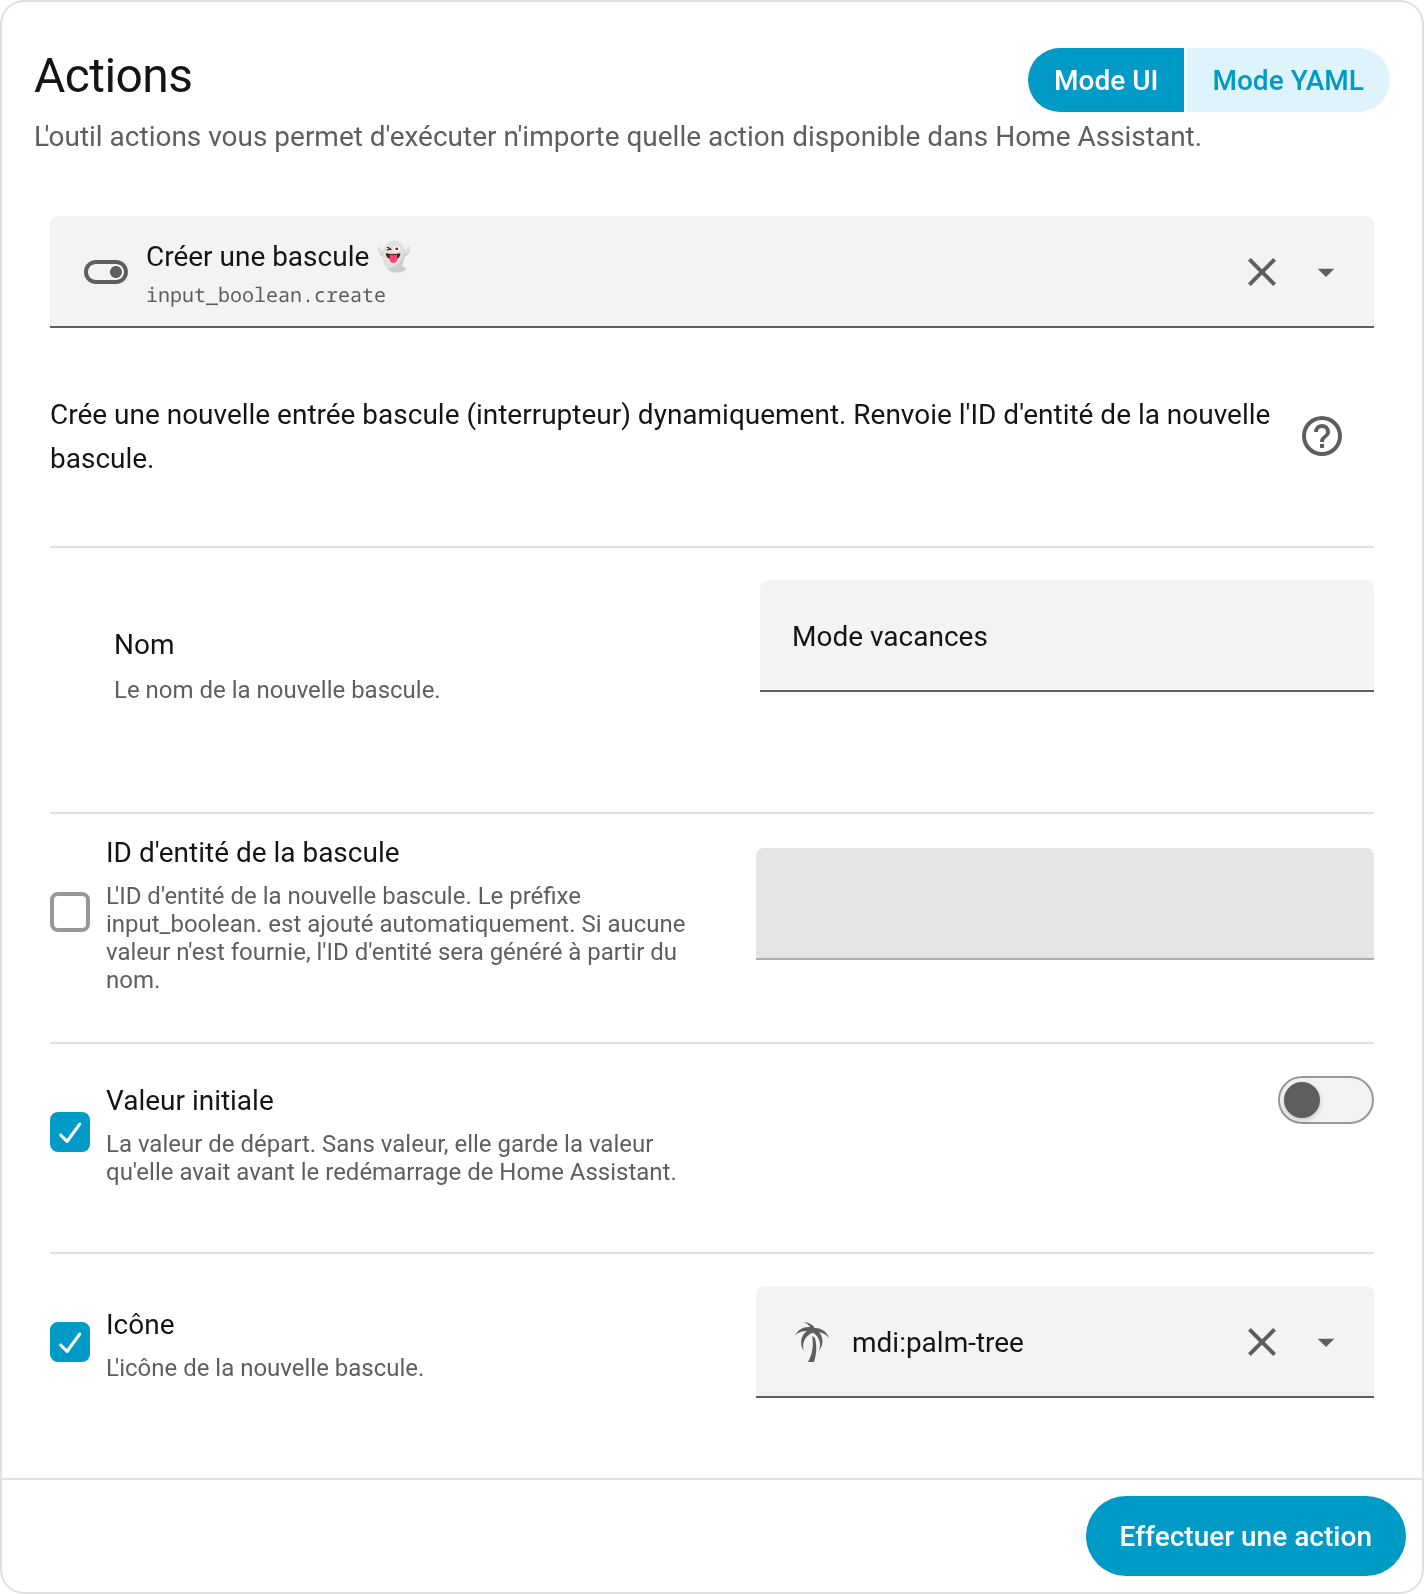 Actions
Mode UI
Mode YAML
L'outil actions vous permet d'exécuter n'importe quelle action disponible dans Home Assistant.
Créer une bascule 👻
input_boolean.create
Crée une nouvelle entrée bascule (interrupteur) dynamiquement. Renvoie l'ID d'entité de la nouvelle
bascule.
Nom
Le nom de la nouvelle bascule.
Mode vacances
ID d'entité de la bascule
L'ID d'entité de la nouvelle bascule. Le préfixe
input_boolean. est ajouté automatiquement. Si aucune
valeur n'est fournie, l'ID d'entité sera généré à partir du
nom.
Valeur initiale
La valeur de départ. Sans valeur, elle garde la valeur
qu'elle avait avant le redémarrage de Home Assistant.
Icône
L'icône de la nouvelle bascule.
mdi:palm-tree
Effectuer une action